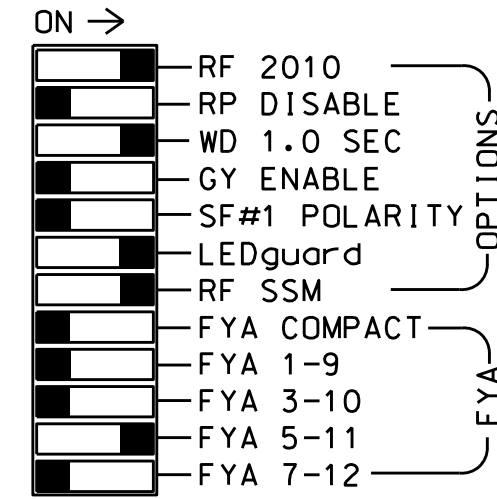 ON
RF 2010
RP DISABLE
WD 1.0 SEC
GY ENABLE
SF#1 POLARITY
LEDguard
RF SSM
OPTIONS
FYA COMPACT
FYA 1-9
FYA 3-10
FYA 5-11
FYA 7-12
FYA